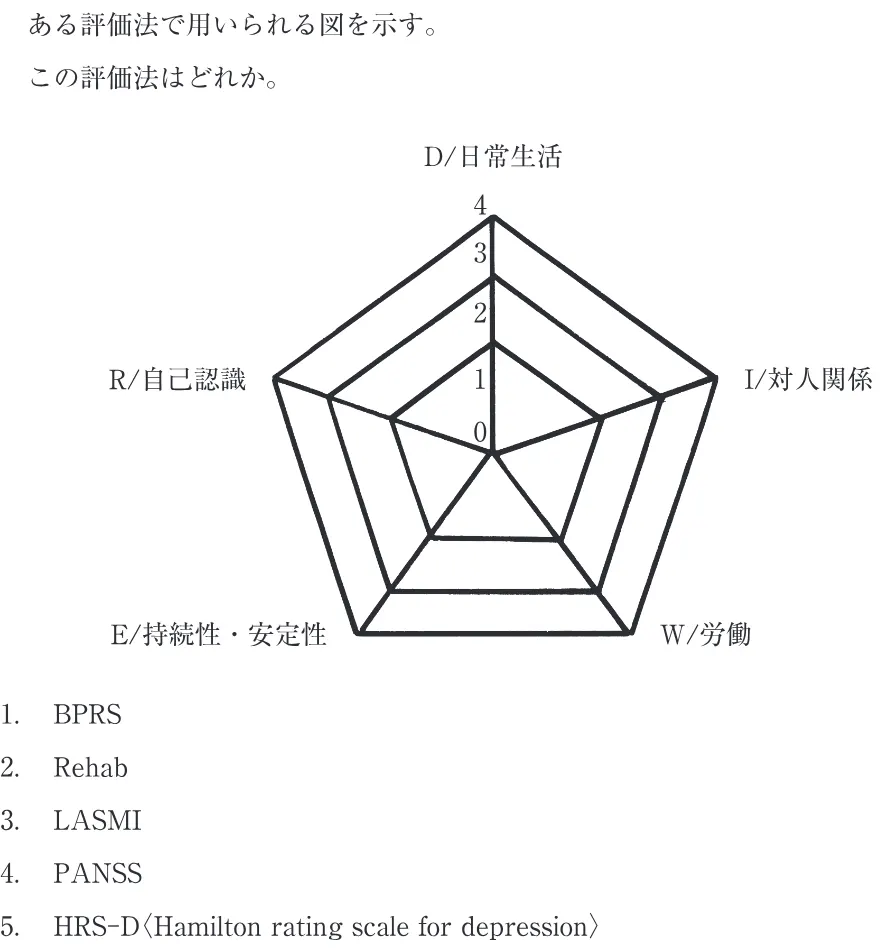 ある評価法で用いられる図を示す。
この評価法はどれか。
D/日常生活
4
3
2
1
0
R/自己認識
I/対人関係
E/持続性・安定性
W/労働
1. BPRS
2. Rehab
3. LASMI
4. PANSS
5. HRS-D〈Hamilton rating scale for depression〉